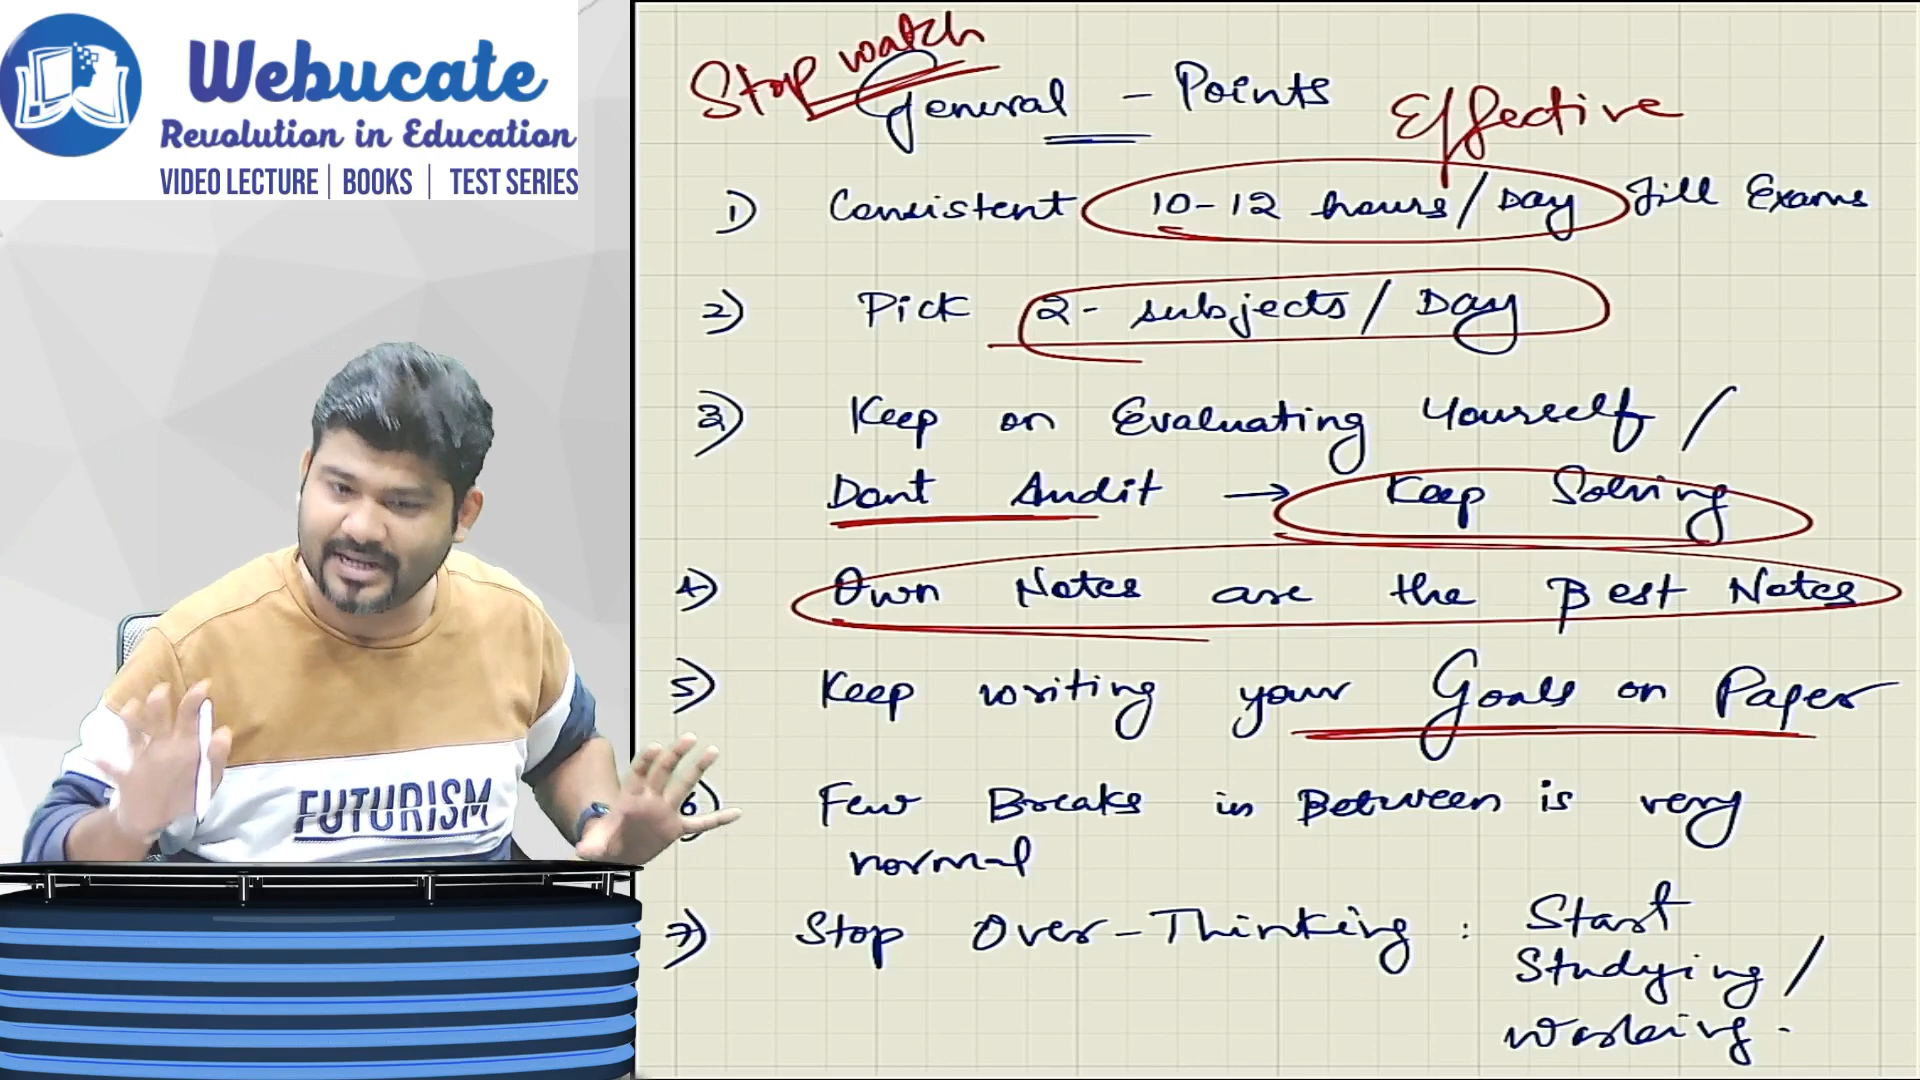 Webucate
Revolution in Education
VIDEO LECTURE | BOOKS | TEST SERIES
FUTURISM
Stop watch
General - Points
Effective
1) Consistent 10-12 hours/Day Till Exams
2) Pick 2- subjects/Day
3) Keep on Evaluating Yourself /
Dont Audit → Keep Solving
4) Own Notes are the Best Notes
5) Keep writing your Goals on Paper
6) Few Breaks in Between is very
normal
7) Stop Over-Thinking : Start
Studying /
Working.